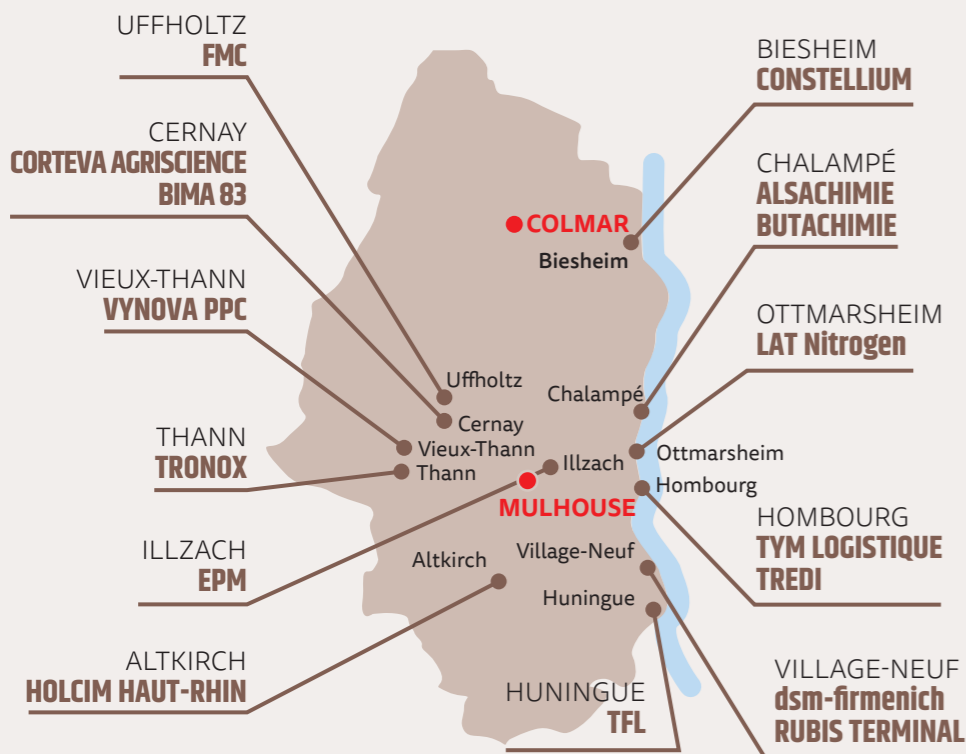 UFFHOLTZ
FMC
CERNAY
CORTEVA AGRISCIENCE
BIMA 83
VIEUX-THANN
VYNOVA PPC
THANN
TRONOX
ILLZACH
EPM
ALTKIRCH
HOLCIM HAUT-RHIN
COLMAR
Biesheim
Uffholtz
Cernay
Vieux-Thann
Thann
Chalampé
Illzach
Ottmarsheim
Hombourg
MULHOUSE
Altkirch
Village-Neuf
Huningue
BIESHEIM
CONSTELLIUM
CHALAMPÉ
ALSACHIMIE
BUTACHIMIE
OTTMARSHEIM
LAT Nitrogen
HOMBOURG
TYM LOGISTIQUE
TREDI
VILLAGE-NEUF
dsm-firmenich
RUBIS TERMINAL
HUNINGUE
TFL